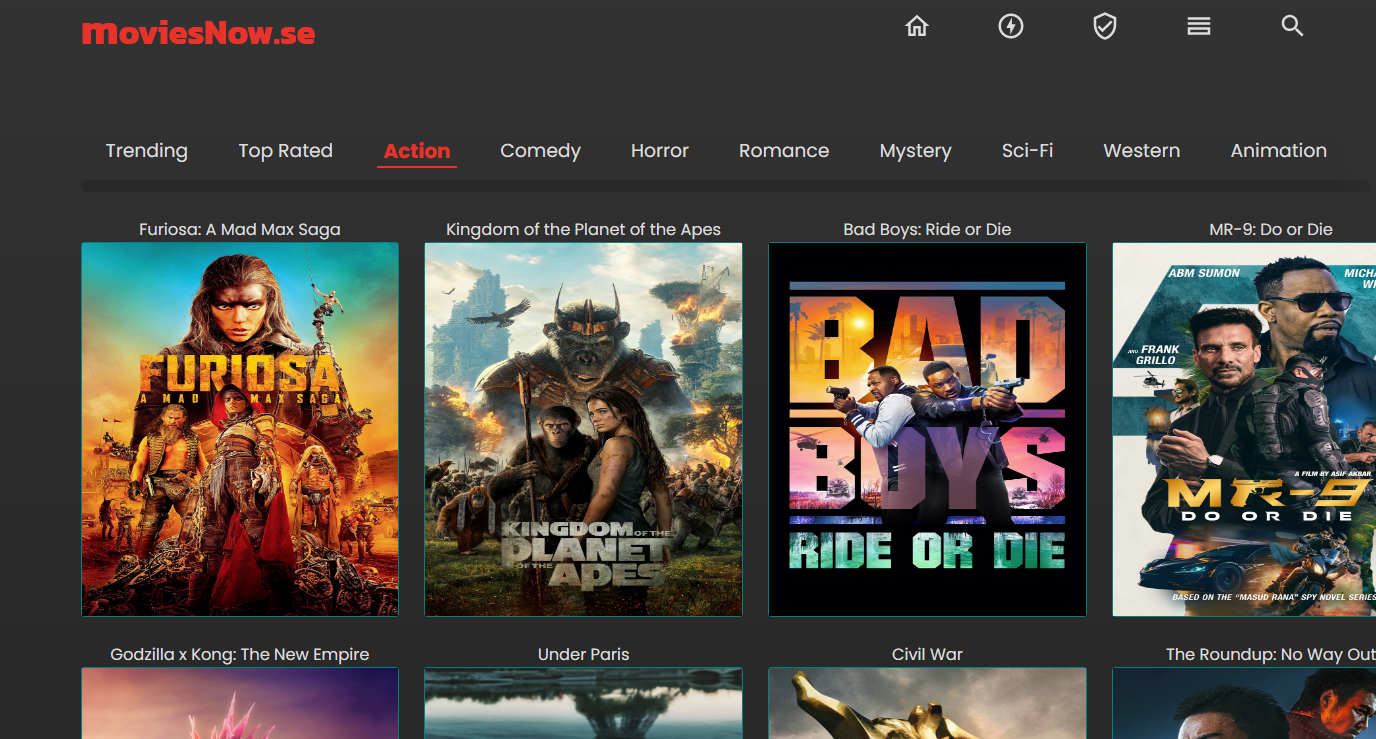 moviesNow.se
Trending Top Rated Action Comedy Horror Romance Mystery Sci-Fi Western Animation
Furiosa: A Mad Max Saga Kingdom of the Planet of the Apes Bad Boys: Ride or Die MR-9: Do or Die
FURIOSA
A MAD MAX SAGA
KINGDOM OF THE
PLANET
OF THE APES
BAD
BOYS
RIDE OR DIE
ABM SUMON
AND FRANK
GRILLO
A FILM BY ASIF AKBAR
MR-9
DO OR DIE
BASED ON THE "MASUD RANA" SPY NOVEL SERIES
Godzilla x Kong: The New Empire Under Paris Civil War The Roundup: No Way Out